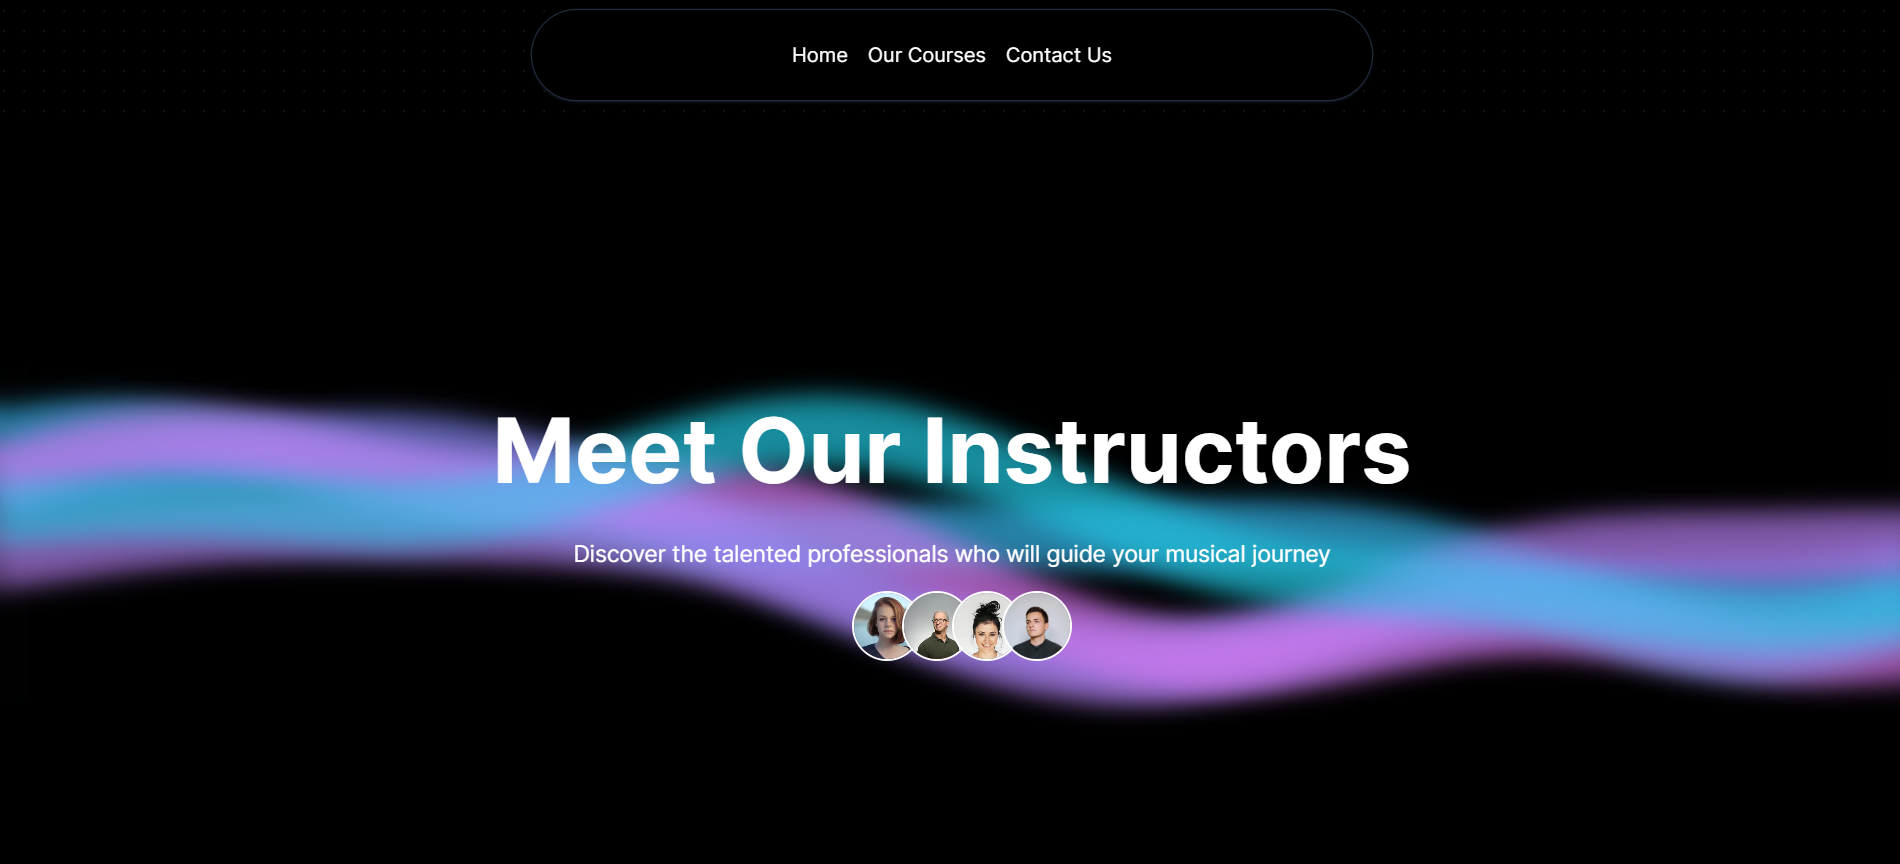 Home Our Courses Contact Us
Meet Our Instructors
Discover the talented professionals who will guide your musical journey